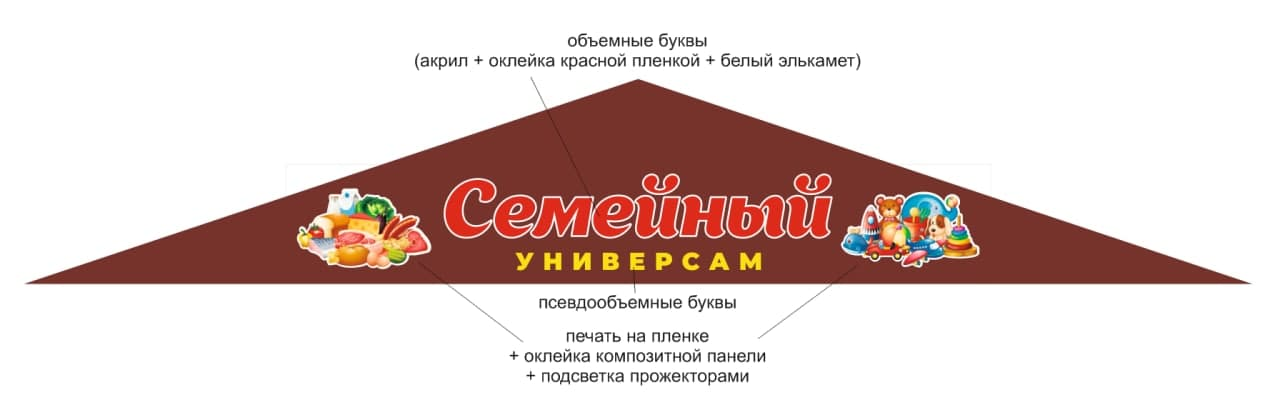 объемные буквы
(акрил + оклейка красной пленкой + белый элькамет)
Семейный
УНИВЕРСАМ
псевдообъемные буквы
печать на пленке
+ оклейка композитной панели
+ подсветка прожекторами